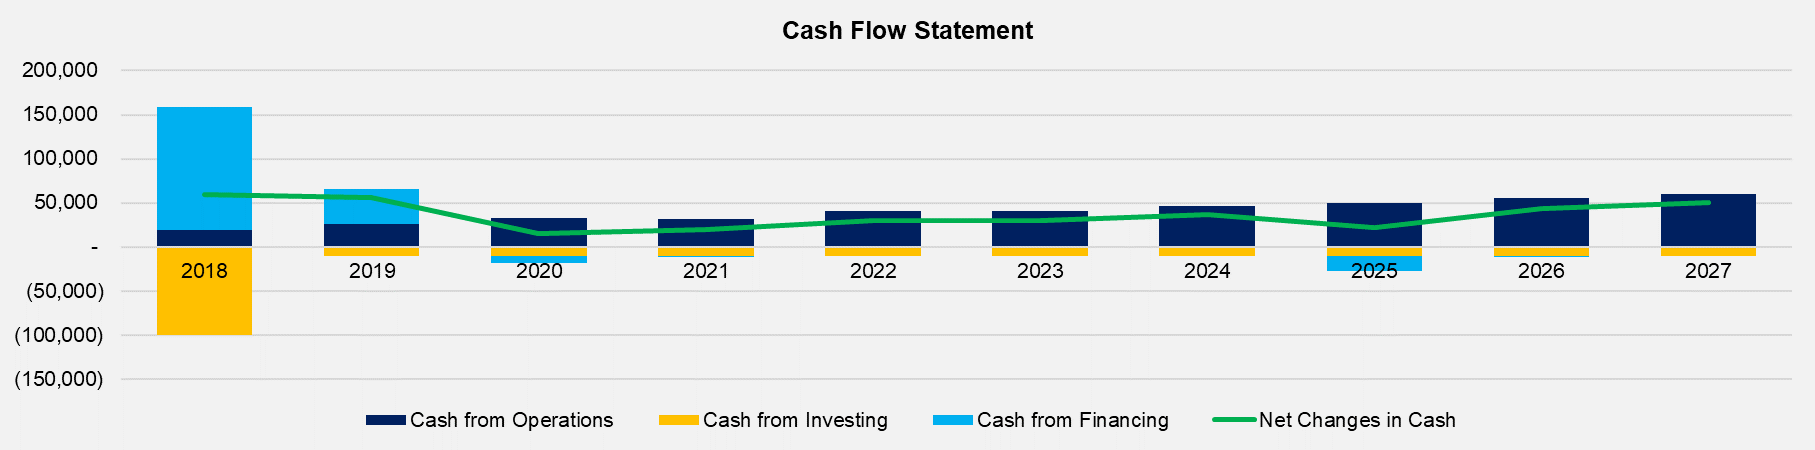 Cash Flow Statement
200,000
150,000
100,000
50,000
-
(50,000)
(100,000)
(150,000)
2018 2019 2020 2021 2022 2023 2024 2025 2026 2027
Cash from Operations Cash from Investing Cash from Financing Net Changes in Cash